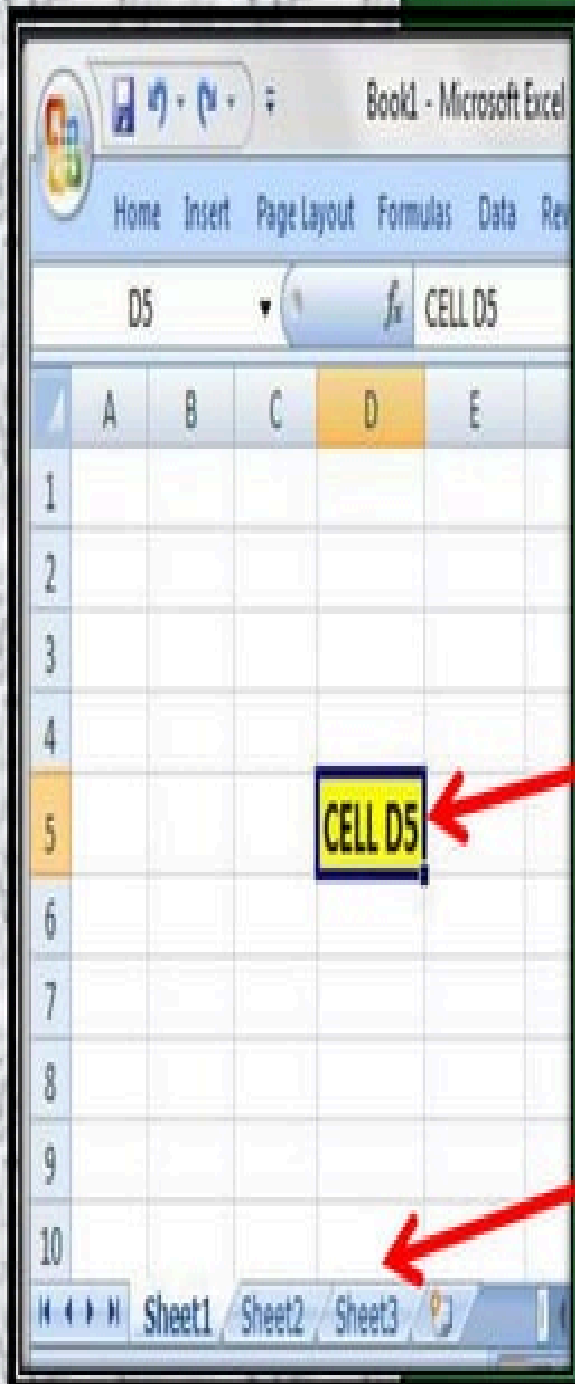 Book1 - Microsoft Excel
Home Insert Page Layout Formulas Data Rev
D5 fx CELL D5
A B C D E
1
2
3
4
5 CELL D5
6
7
8
9
10
Sheet1 Sheet2 Sheet3